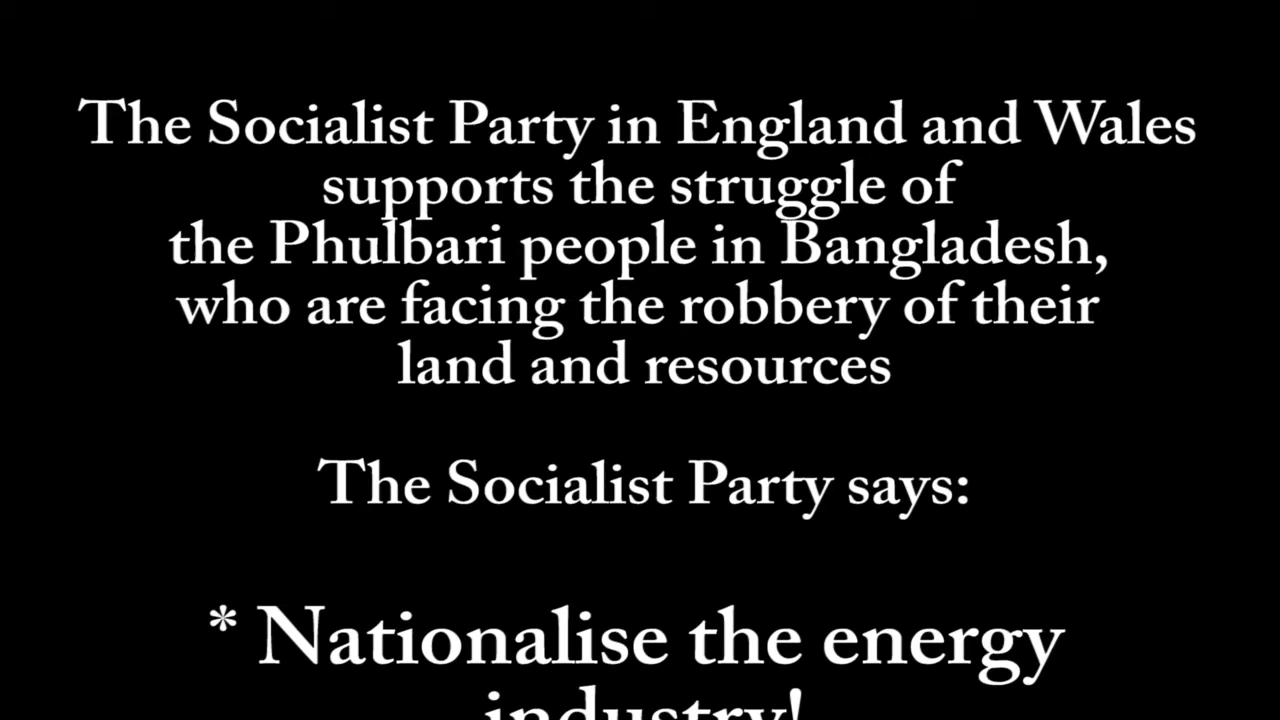 The Socialist Party in England and Wales
supports the struggle of
the Phulbari people in Bangladesh,
who are facing the robbery of their
land and resources
The Socialist Party says:
* Nationalise the energy
industry!